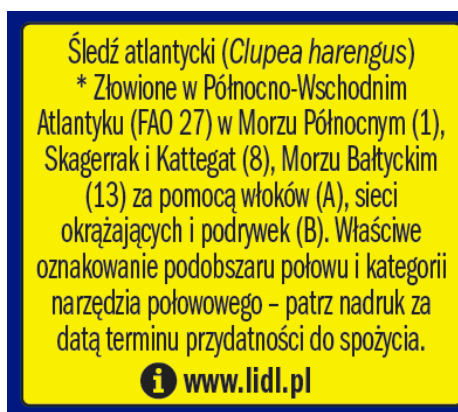 Śledź atlantycki (Clupea harengus)
* Złowione w Północno-Wschodnim
Atlantyku (FAO 27) w Morzu Północnym (1),
Skagerrak i Kattegat (8), Morzu Bałtyckim
(13) za pomocą włoków (A), sieci
okrążających i podrywek (B). Właściwe
oznakowanie podobszaru połowu i kategorii
narzędzia połowowego – patrz nadruk za
datą terminu przydatności do spożycia.
i www.lidl.pl